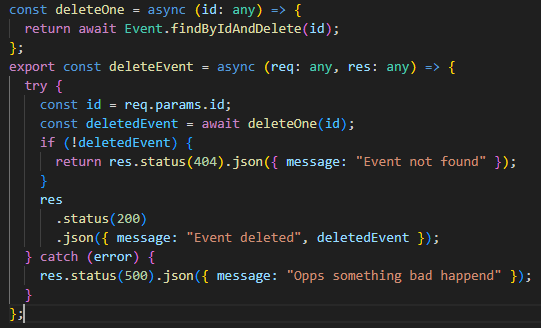 const deleteOne = async (id: any) => {
  return await Event.findByIdAndDelete(id);
};
export const deleteEvent = async (req: any, res: any) => {
  try {
    const id = req.params.id;
    const deletedEvent = await deleteOne(id);
    if (!deletedEvent) {
      return res.status(404).json({ message: "Event not found" });
    }
    res
      .status(200)
      .json({ message: "Event deleted", deletedEvent });
  } catch (error) {
    res.status(500).json({ message: "Opps something bad happend" });
  }
};